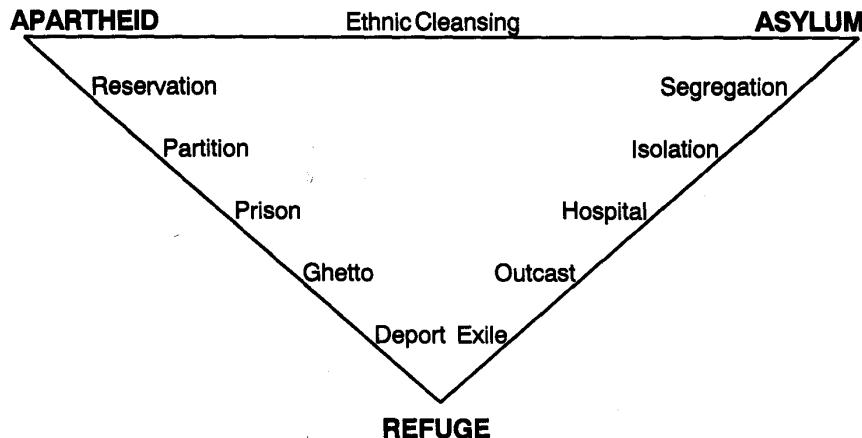 APARTHEID Ethnic Cleansing ASYLUM
Reservation Segregation
Partition Isolation
Prison Hospital
Ghetto Outcast
Deport Exile
REFUGE